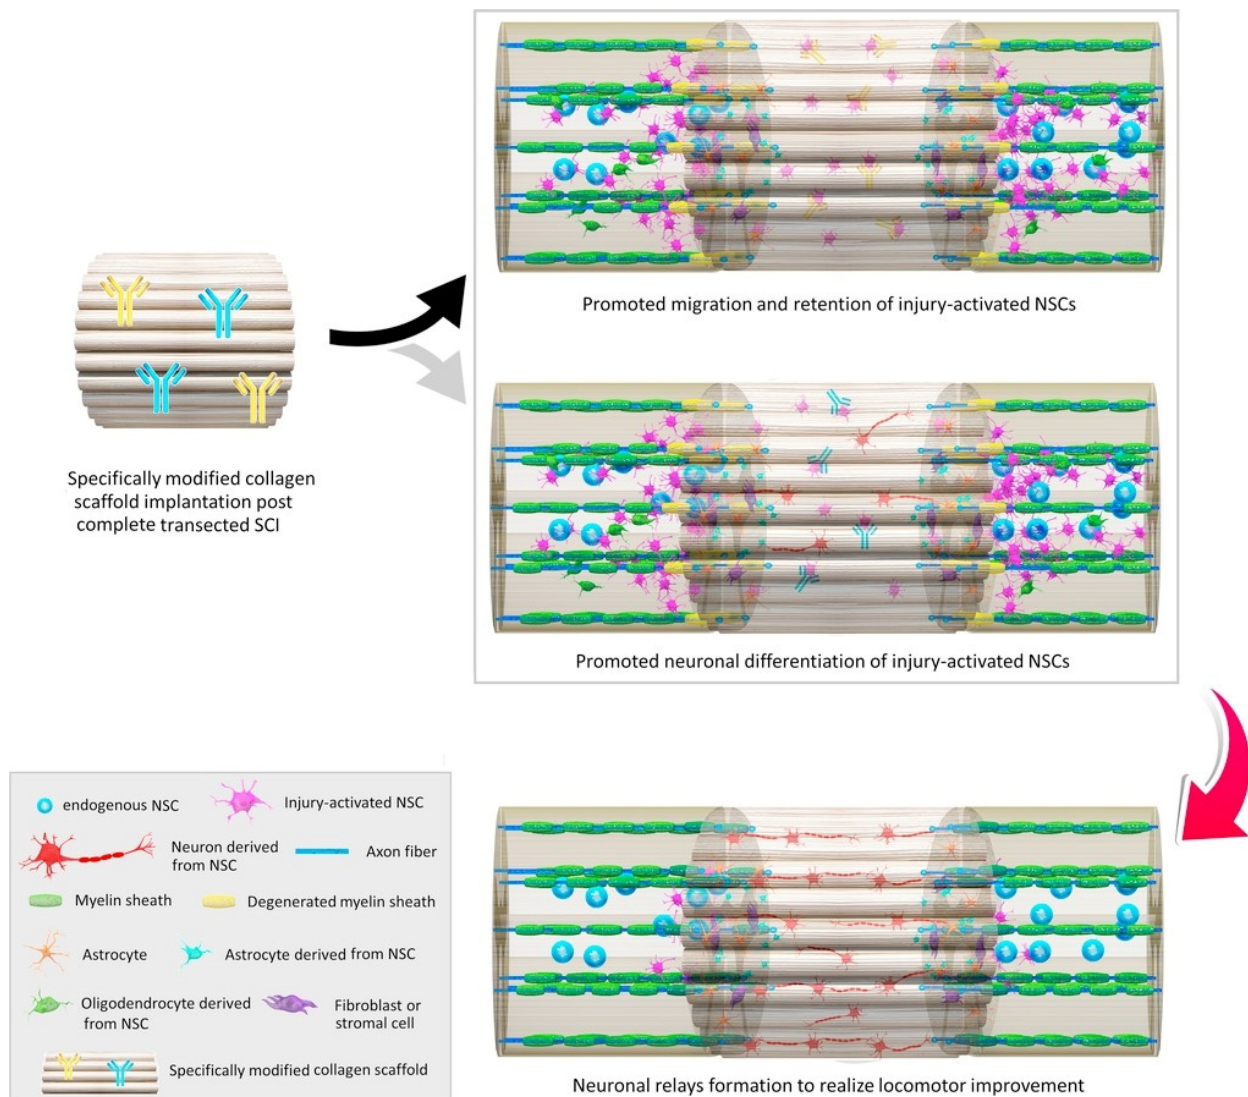 Promoted migration and retention of injury-activated NSCs
Specifically modified collagen
scaffold implantation post
complete transected SCI
Promoted neuronal differentiation of injury-activated NSCs
endogenous NSC
Injury-activated NSC
Neuron derived
from NSC
Axon fiber
Myelin sheath
Degenerated myelin sheath
Astrocyte
Astrocyte derived from NSC
Oligodendrocyte derived
from NSC
Fibroblast or
stromal cell
Specifically modified collagen scaffold
Neuronal relays formation to realize locomotor improvement